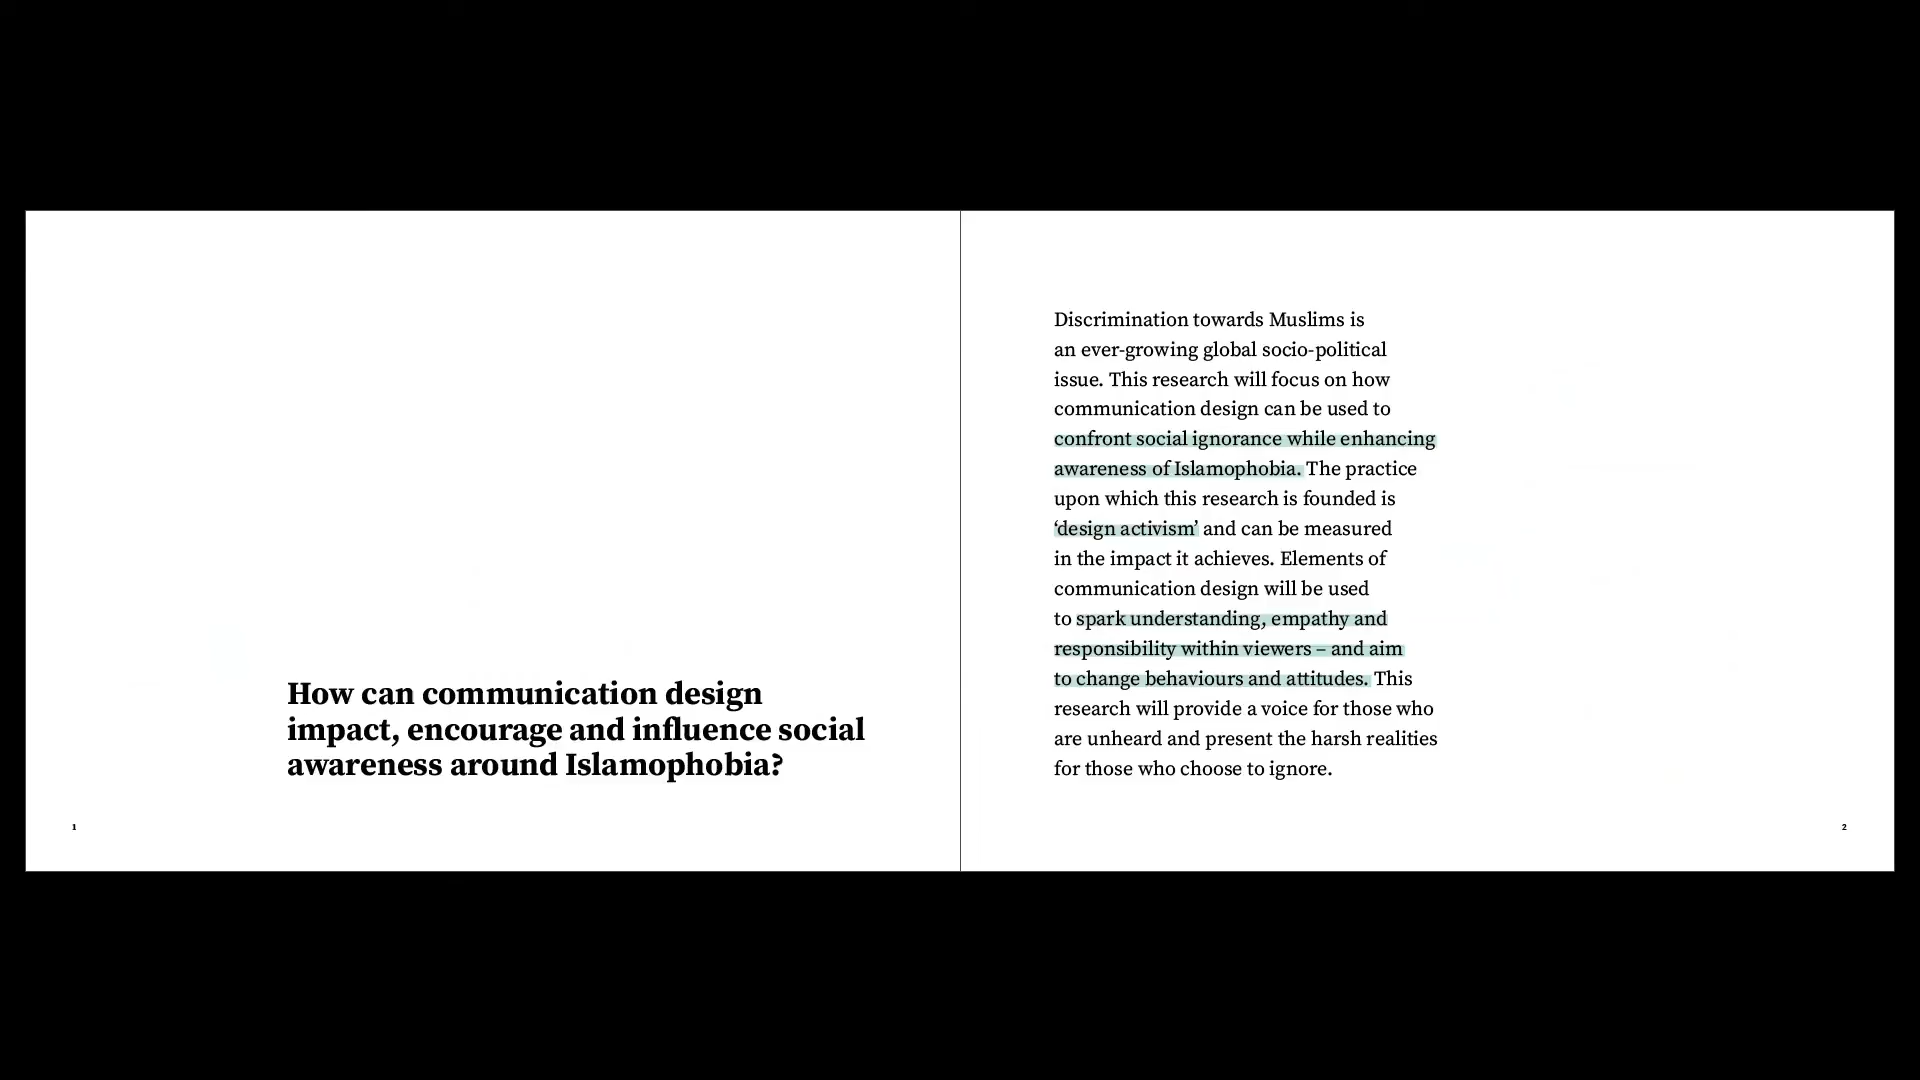 How can communication design
impact, encourage and influence social
awareness around Islamophobia?
1
Discrimination towards Muslims is
an ever-growing global socio-political
issue. This research will focus on how
communication design can be used to
confront social ignorance while enhancing
awareness of Islamophobia. The practice
upon which this research is founded is
‘design activism’ and can be measured
in the impact it achieves. Elements of
communication design will be used
to spark understanding, empathy and
responsibility within viewers – and aim
to change behaviours and attitudes. This
research will provide a voice for those who
are unheard and present the harsh realities
for those who choose to ignore.
2